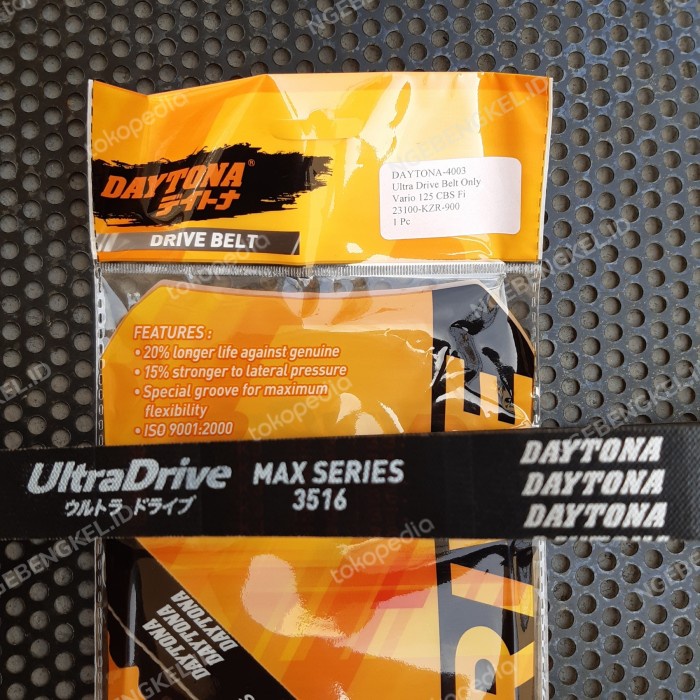 DAYTONA®
デイトナ
DRIVE BELT
DAYTONA-4003
Ultra Drive Belt Only
Vario 125 CBS Fi
23100-KZR-900
1 Pc
FEATURES :
• 20% longer life against genuine
• 15% stronger to lateral pressure
• Special groove for maximum
flexibility
• ISO 9001:2000
UltraDrive
ウルトラ ドライブ
MAX SERIES
3516
DAYTONA
DAYTONA
DAYTONA
DAYTONA
DAYTONA
DAYTONA
tokopedia
NGEBENGKEL.ID